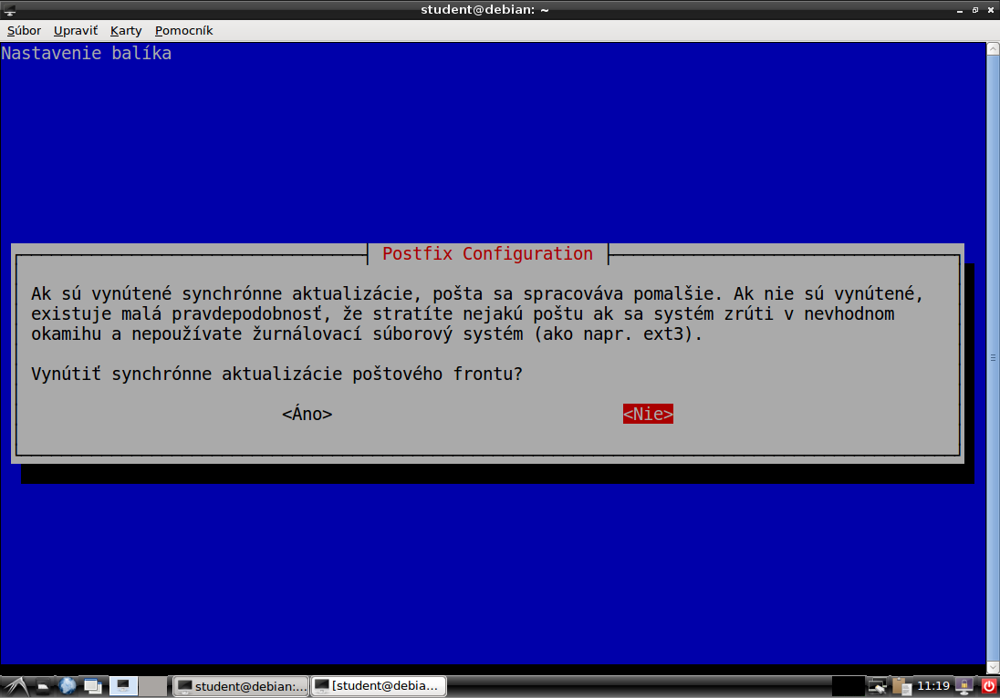 student@debian: ~
Súbor Upraviť Karty Pomocník
Nastavenie balíka
Postfix Configuration
Ak sú vynútené synchrónne aktualizácie, pošta sa spracováva pomalšie. Ak nie sú vynútené,
existuje malá pravdepodobnosť, že stratíte nejakú poštu ak sa systém zrúti v nevhodnom
okamihu a nepoužívate žurnálovací súborový systém (ako napr. ext3).
Vynútiť synchrónne aktualizácie poštového frontu?
<Áno> <Nie>
student@debian:... [student@debia... 11:19